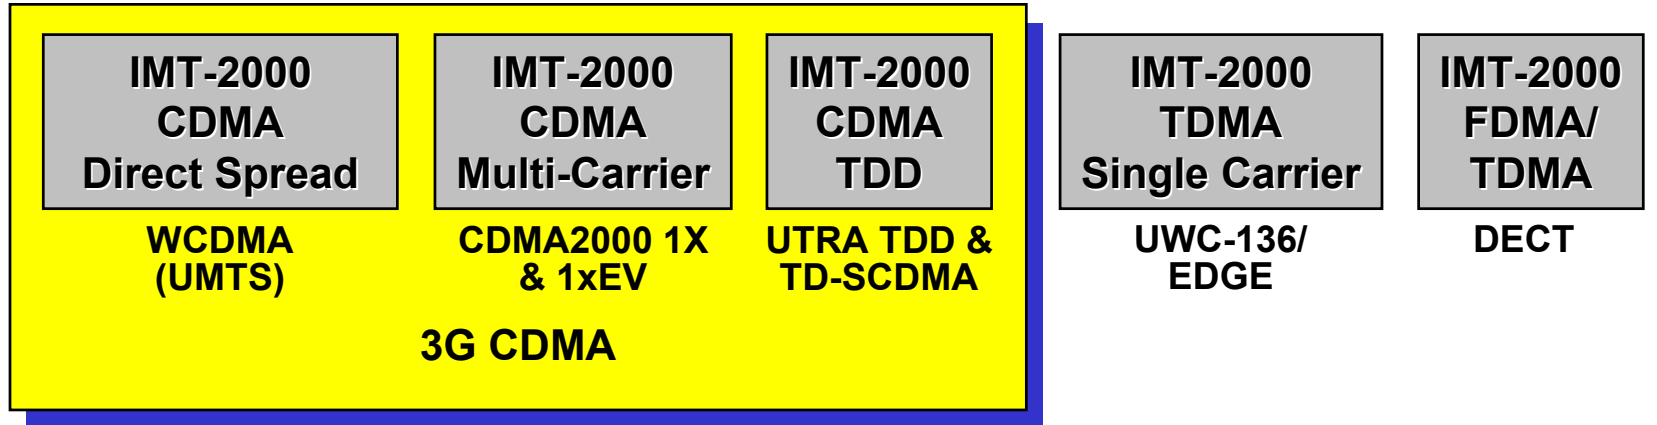 IMT-2000
CDMA
Direct Spread
WCDMA
(UMTS)
IMT-2000
CDMA
Multi-Carrier
CDMA2000 1X
& 1xEV
IMT-2000
CDMA
TDD
UTRA TDD &
TD-SCDMA
3G CDMA
IMT-2000
TDMA
Single Carrier
UWC-136/
EDGE
IMT-2000
FDMA/
TDMA
DECT